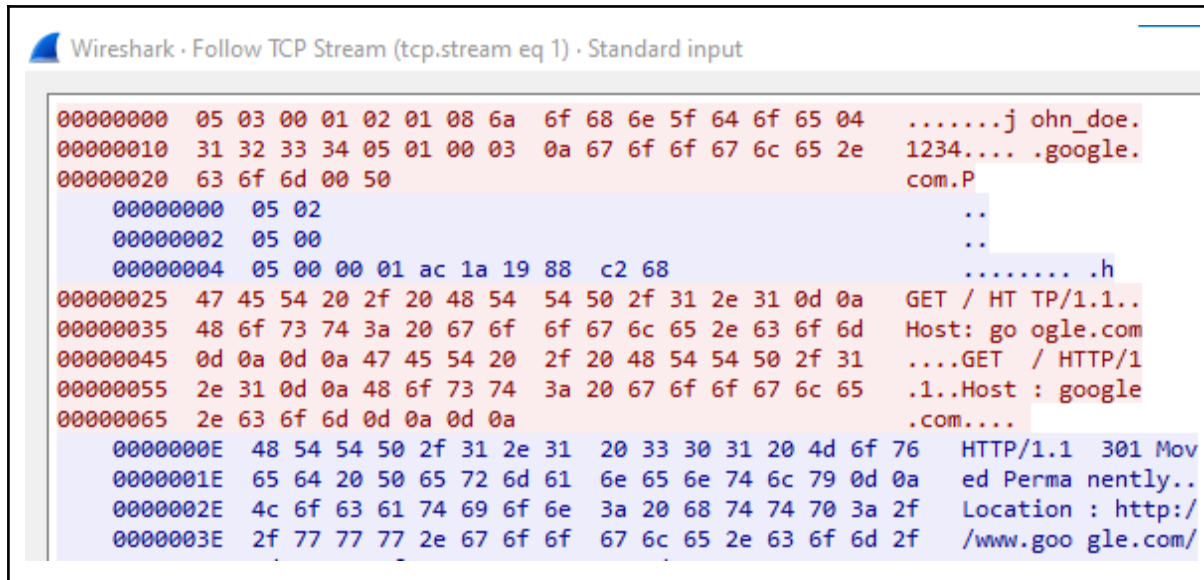 Wireshark · Follow TCP Stream (tcp.stream eq 1) · Standard input
00000000  05 03 00 01 02 01 08 6a  6f 68 6e 5f 64 6f 65 04   .......j ohn_doe.
00000010  31 32 33 34 05 01 00 03  0a 67 6f 6f 67 6c 65 2e   1234.... .google.
00000020  63 6f 6d 00 50                                     com.P
    00000000  05 02                                              ..
    00000002  05 00                                              ..
    00000004  05 00 00 01 ac 1a 19 88  c2 68                     ........ .h
00000025  47 45 54 20 2f 20 48 54  54 50 2f 31 2e 31 0d 0a   GET / HT TP/1.1..
00000035  48 6f 73 74 3a 20 67 6f  6f 67 6c 65 2e 63 6f 6d   Host: go ogle.com
00000045  0d 0a 0d 0a 47 45 54 20  2f 20 48 54 54 50 2f 31   ....GET  / HTTP/1
00000055  2e 31 0d 0a 48 6f 73 74  3a 20 67 6f 6f 67 6c 65   .1..Host : google
00000065  2e 63 6f 6d 0d 0d 0a 0d 0a                         .com....
    0000000E  48 54 54 50 2f 31 2e 31  20 33 30 31 20 4d 6f 76   HTTP/1.1  301 Mov
    0000001E  65 64 20 50 65 72 6d 61  6e 65 6e 74 6c 79 0d 0a   ed Perma nently..
    0000002E  4c 6f 63 61 74 69 6f 6e  3a 20 68 74 74 70 3a 2f   Location : http:/
    0000003E  2f 77 77 77 2e 67 6f 6f  67 6c 65 2e 63 6f 6d 2f   /www.goo gle.com/